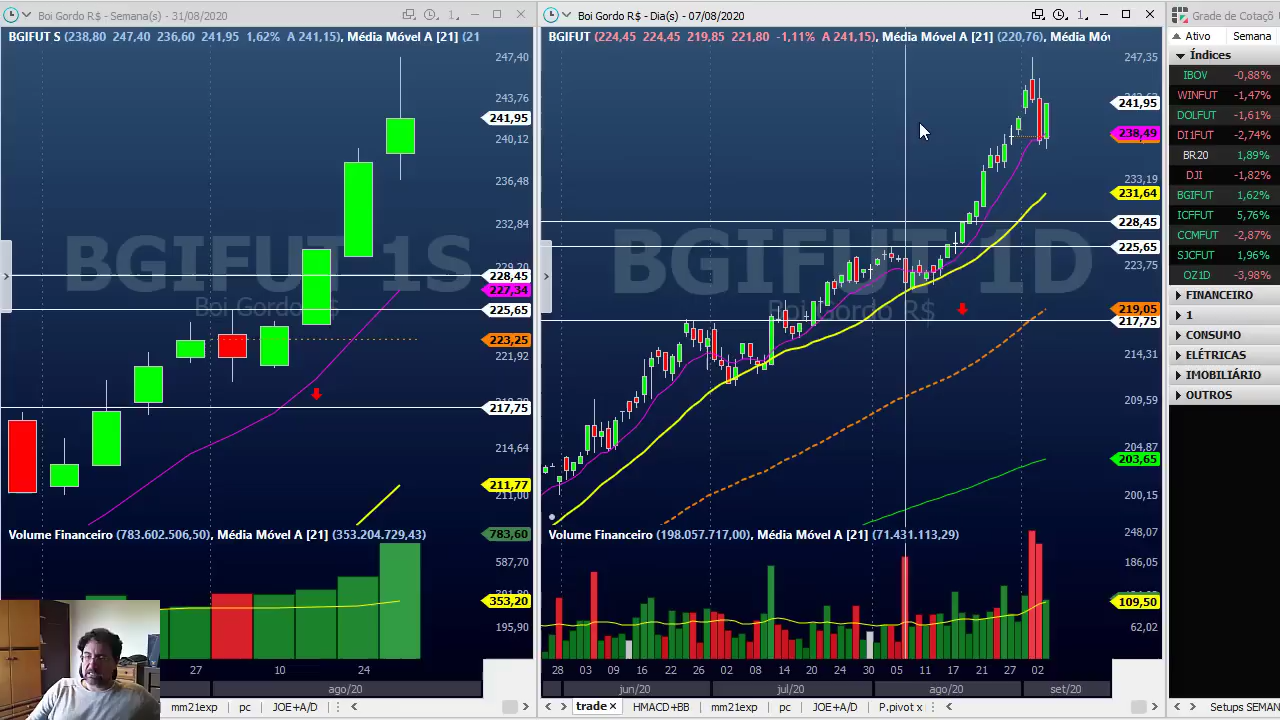 Boi Gordo R$ - Semana(s) - 31/08/2020
1
BGIFUT S (238,80 247,40 236,60 241,95 1,62% A 241,15), Média Móvel A [21] (21
247,40
243,76
241,95
240,12
236,48
232,84
228,45
227,34
225,65
223,25
221,92
217,75
214,64
211,77
211,00
BGIFUT 1S
Boi Gordo R$
Volume Financeiro (783.602.506,50), Média Móvel A [21] (353.204.729,43)
783,60
587,70
353,20
195,90
27 10 24
ago/20
mm21exp pc JOE+A/D
Boi Gordo R$ - Dia(s) - 07/08/2020
1
BGIFUT (224,45 224,45 219,85 221,80 -1,11% A 241,15), Média Móvel A [21] (220,76), Média Mó
247,35
241,95
238,49
233,19
231,64
228,45
225,65
223,75
219,05
217,75
214,31
209,59
204,87
203,65
200,15
BGIFUT 1D
Boi Gordo R$
Volume Financeiro (198.057.717,00), Média Móvel A [21] (71.431.113,29)
248,07
186,05
109,50
62,02
28 03 09 16 22 26 02 08 14 20 24 30 05 11 17 21 27 02
jun/20 jul/20 ago/20 set/20
trade HMACD+BB mm21exp pc JOE+A/D P.pivot x
Grade de Cotaçõ
Ativo Semana
Índices
IBOV -0,88%
WINFUT -1,47%
DOLFUT -1,61%
DI1FUT -2,74%
BR20 1,89%
DJI -1,82%
BGIFUT 1,62%
ICFFUT 5,76%
CCMFUT -2,87%
SJCFUT 1,96%
OZ1D -3,98%
FINANCEIRO
1
CONSUMO
ELÉTRICAS
IMOBILIÁRIO
OUTROS
Setups SEMAN